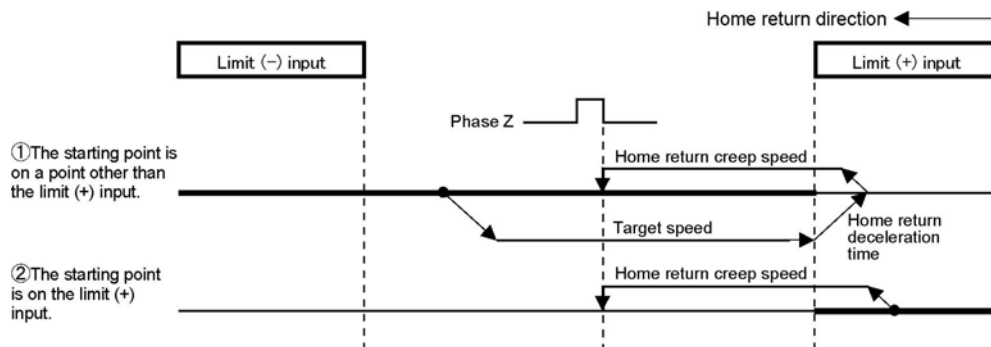 Home return direction
Limit (−) input
Limit (+) input
Phase Z
①The starting point is
on a point other than
the limit (+) input.
Home return creep speed
Target speed
Home return
deceleration
time
②The starting point
is on the limit (+)
input.
Home return creep speed